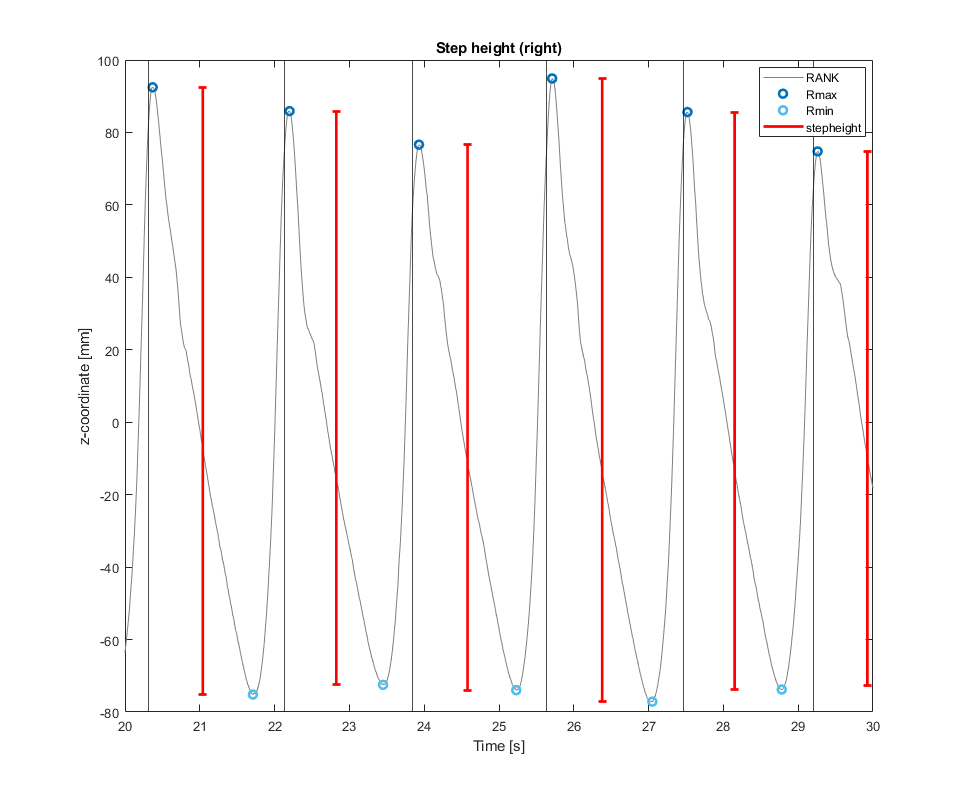 Step height (right)
RANK
Rmax
Rmin
stepheight
100
80
60
40
20
0
-20
-40
-60
-80
z-coordinate [mm]
20 21 22 23 24 25 26 27 28 29 30
Time [s]